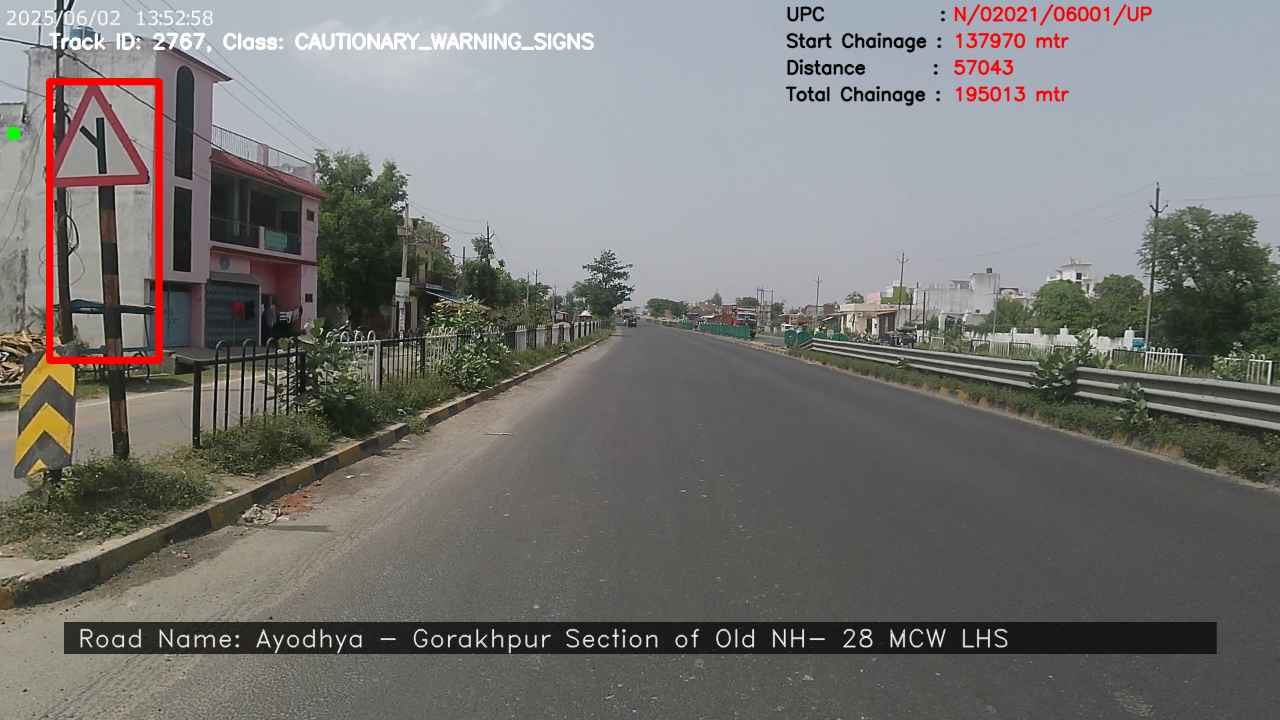 2025/06/02 13:52:58
Track ID: 2767, Class: CAUTIONARY_WARNING_SIGNS
UPC : N/02021/06001/UP
Start Chainage : 137970 mtr
Distance : 57043
Total Chainage : 195013 mtr
Road Name: Ayodhya - Gorakhpur Section of Old NH- 28 MCW LHS